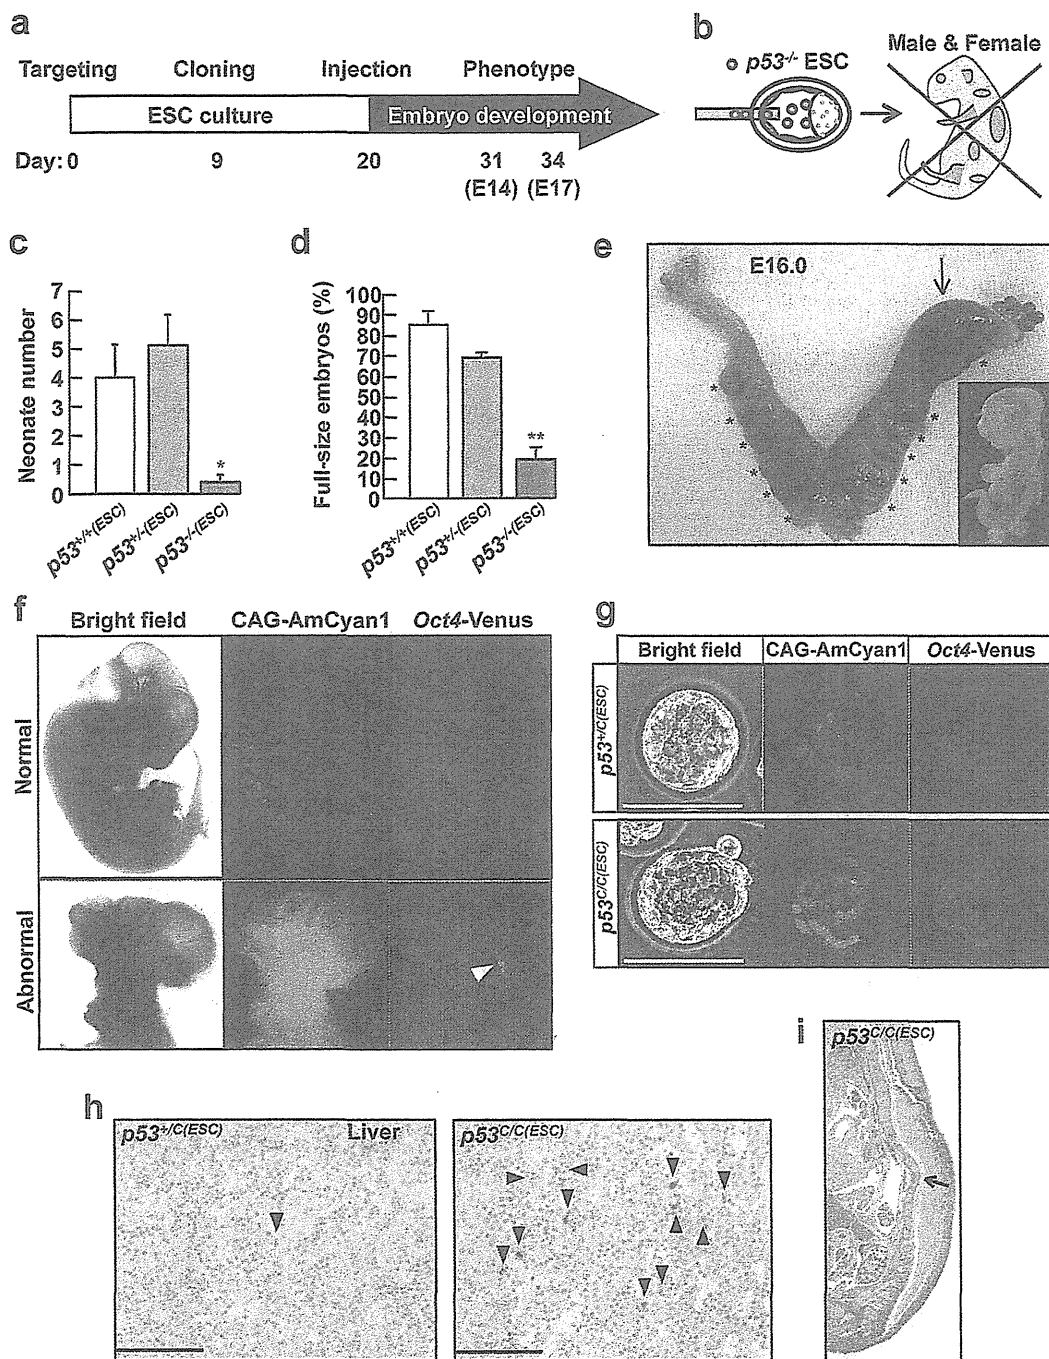 a
Targeting Cloning Injection Phenotype
ESC culture Embryo development
Day: 0 9 20 31 34
(E14) (E17)
b
p53-/- ESC
Male & Female
c
Neonate number
7
6
5
4
3
2
1
0
*
p53+/+(ESC)
p53+/-(ESC)
p53-/-(ESC)
d
Full-size embryos (%)
100
90
80
70
60
50
40
30
20
10
0
**
p53+/+(ESC)
p53+/-(ESC)
p53-/-(ESC)
e
E16.0
* * * * * * * * * *
f
Bright field CAG-AmCyan1 Oct4-Venus
Normal
Abnormal
g
Bright field CAG-AmCyan1 Oct4-Venus
p53+/C(ESC)
p53C/C(ESC)
h
p53+/C(ESC) Liver
p53C/C(ESC)
i
p53C/C(ESC)